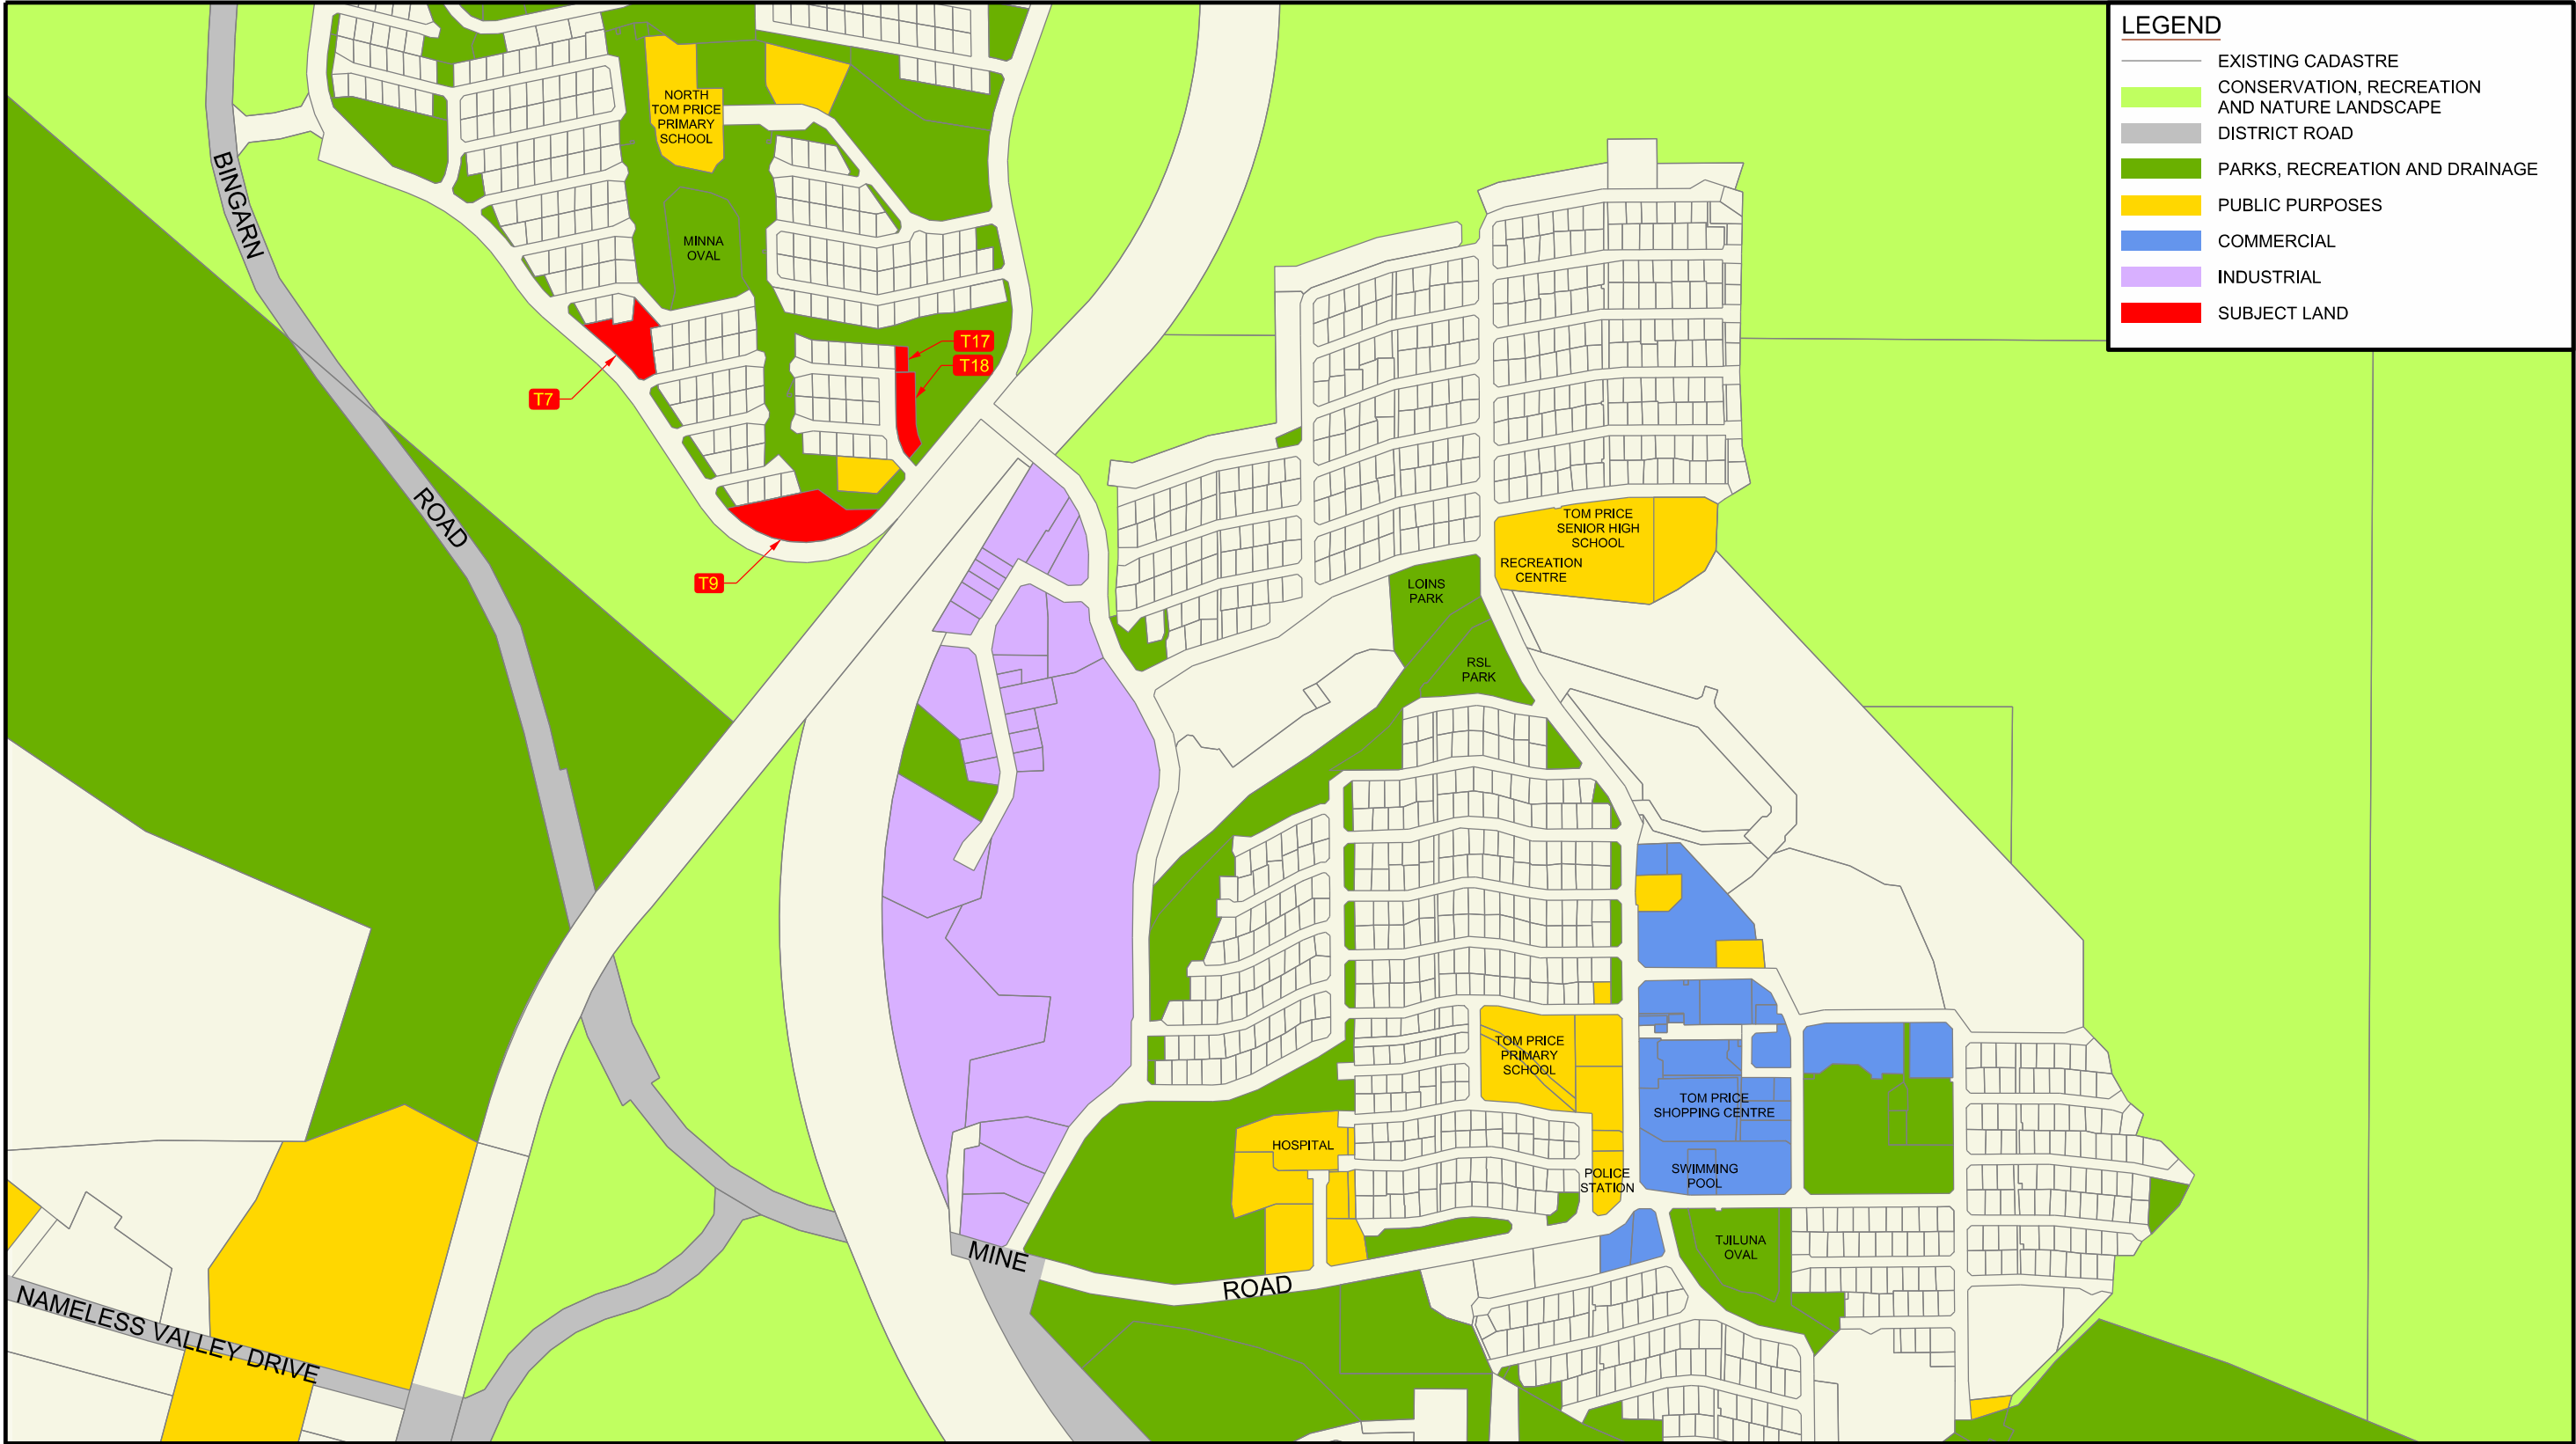 LEGEND
EXISTING CADASTRE
CONSERVATION, RECREATION
AND NATURE LANDSCAPE
DISTRICT ROAD
PARKS, RECREATION AND DRAINAGE
PUBLIC PURPOSES
COMMERCIAL
INDUSTRIAL
SUBJECT LAND
NORTH
TOM PRICE
PRIMARY
SCHOOL
BINGARN
ROAD
MINNA
OVAL
T17
T18
T7
T9
TOM PRICE
SENIOR HIGH
SCHOOL
RECREATION
CENTRE
LOINS
PARK
RSL
PARK
TOM PRICE
PRIMARY
SCHOOL
TOM PRICE
SHOPPING CENTRE
HOSPITAL
POLICE
STATION
SWIMMING
POOL
TJILUNA
OVAL
MINE
ROAD
NAMELESS VALLEY DRIVE